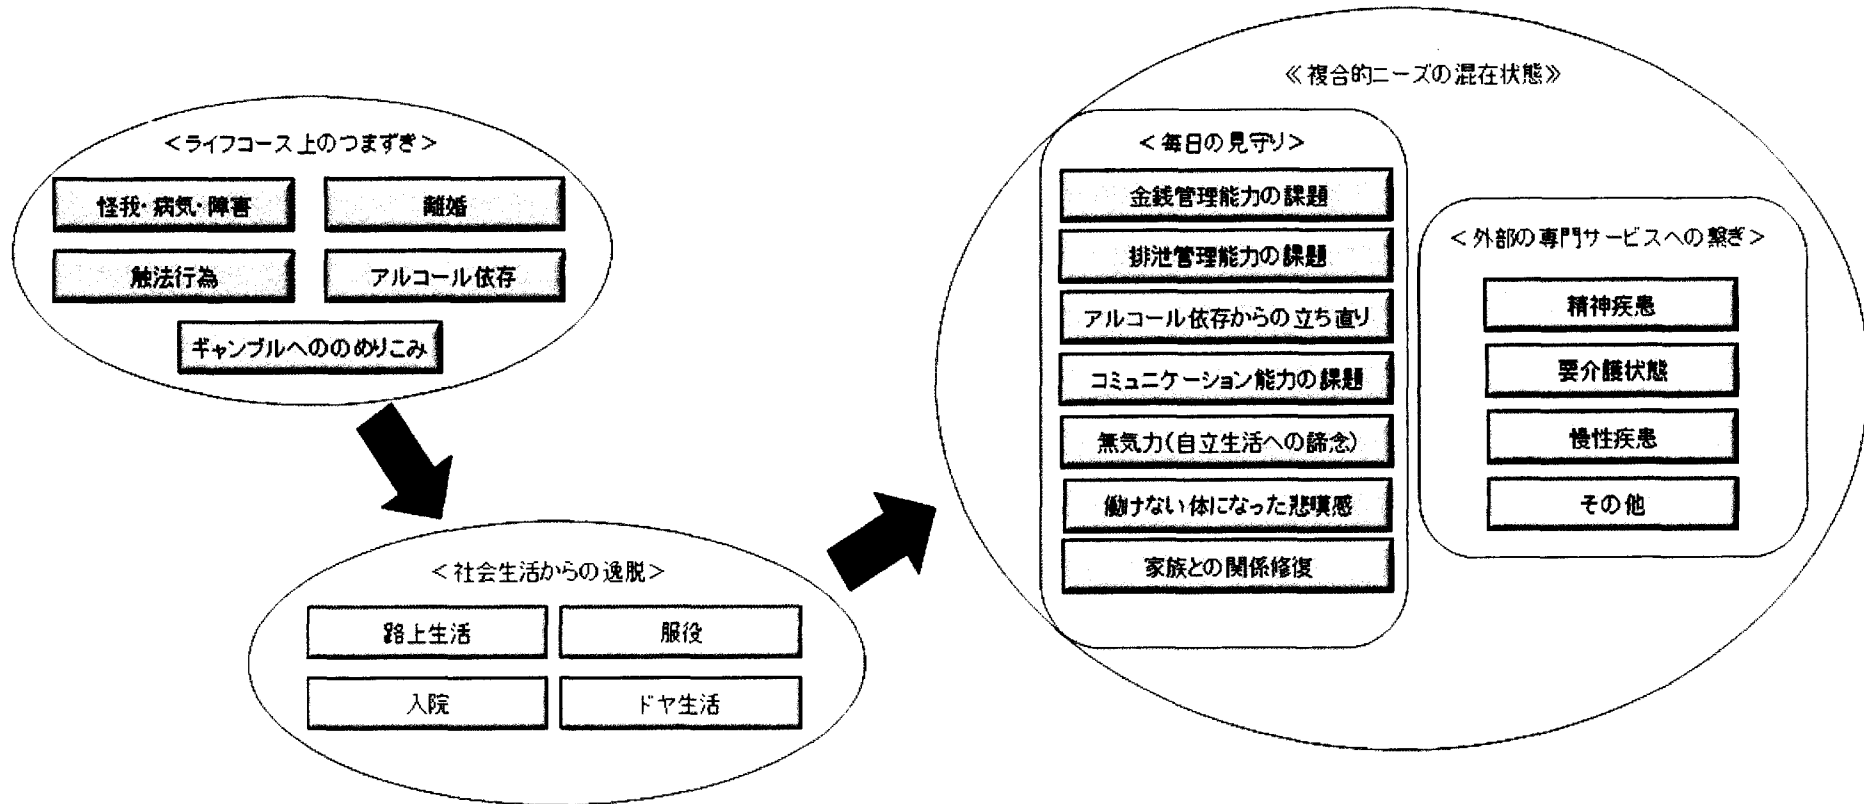 <ライフコース上のつまずき>
怪我・病気・障害
離婚
触法行為
アルコール依存
ギャンブルへののめりこみ
<社会生活からの逸脱>
路上生活
服役
入院
ドヤ生活
≪複合的ニーズの混在状態≫
<毎日の見守り>
金銭管理能力の課題
排泄管理能力の課題
アルコール依存からの立ち直り
コミュニケーション能力の課題
無気力(自立生活への諦念)
働けない体になった悲嘆感
家族との関係修復
<外部の専門サービスへの繋ぎ>
精神疾患
要介護状態
慢性疾患
その他